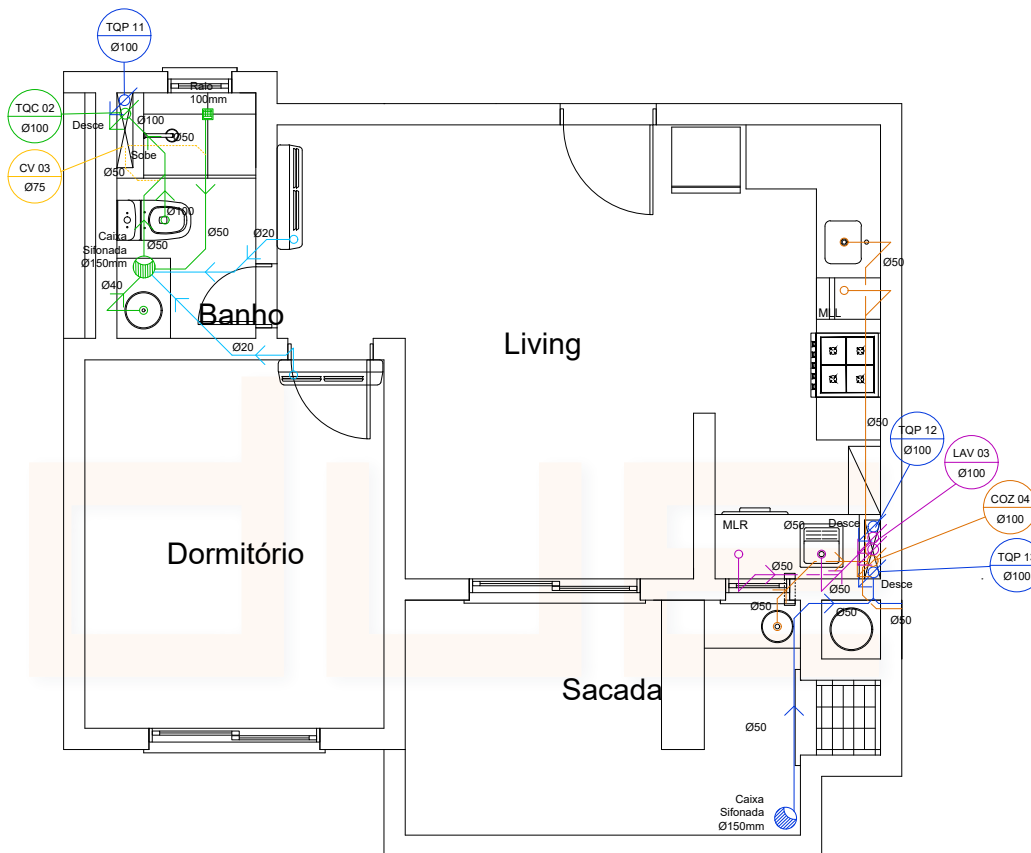 TQP 11
Ø100
TQC 02
Ø100
CV 03
Ø75
Ralo
100mm
Desce
Ø100
Ø50
Sobe
Ø50
Ø100
Caixa
Sifonada
Ø150mm
Ø50
Ø50
Ø20
Ø40
Banho
Ø20
Living
Ø50
MLL
Ø50
TQP 12
Ø100
LAV 03
Ø100
COZ 04
Ø100
TQP 13
Ø100
MLR
Ø50
Desce
Ø50
Ø50
Desce
Ø50
Ø50
Ø50
Dormitório
Sacada
Ø50
Caixa
Sifonada
Ø150mm